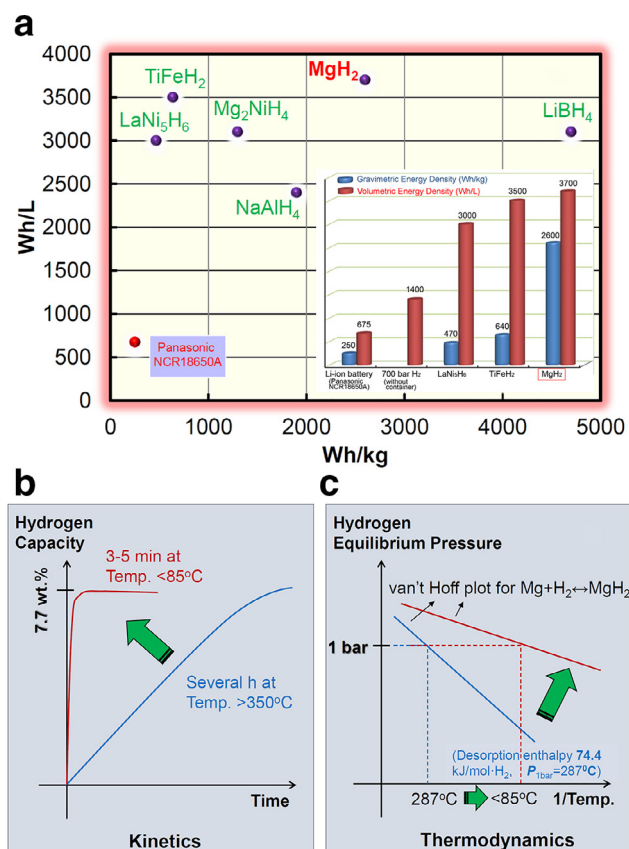 a
4000
3500
3000
2500
2000
1500
1000
500
0
Wh/L
TiFeH₂
LaNi₅H₆
Mg₂NiH₄
MgH₂
LiBH₄
NaAlH₄
Panasonic
NCR18650A
Gravimetric Energy Density (Wh/kg)
Volumetric Energy Density (Wh/L)
250
675
1400
470
3000
640
3500
2600
3700
Li-ion battery
(Panasonic
NCR18650A)
700 bar H₂
(without
container)
LaNi₅H₆
TiFeH₂
MgH₂
0 1000 2000 3000 4000 5000
Wh/kg
b
Hydrogen
Capacity
7.7 wt.%
3-5 min at
Temp. <85°C
Several h at
Temp. >350°C
Time
Kinetics
c
Hydrogen
Equilibrium Pressure
van't Hoff plot for Mg+H₂↔MgH₂
1 bar
(Desorption enthalpy 74.4
kJ/mol·H₂, P₁bar=287⁰C)
287°C <85°C 1/Temp.
Thermodynamics